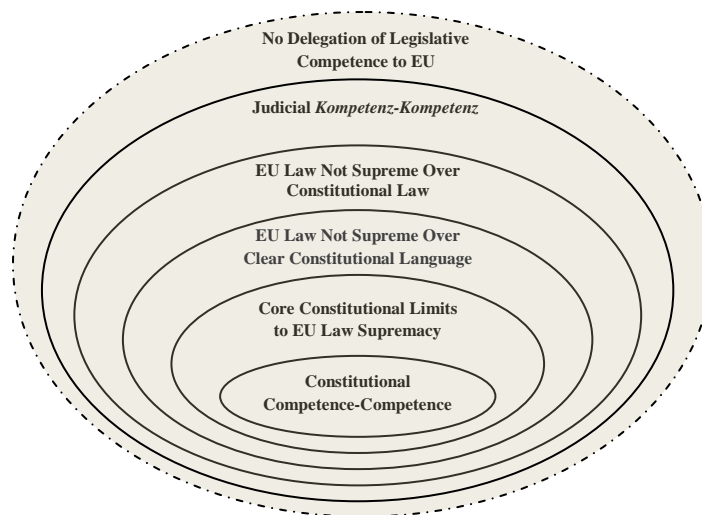 No Delegation of Legislative
Competence to EU
Judicial Kompetenz-Kompetenz
EU Law Not Supreme Over
Constitutional Law
EU Law Not Supreme Over
Clear Constitutional Language
Core Constitutional Limits
to EU Law Supremacy
Constitutional
Competence-Competence